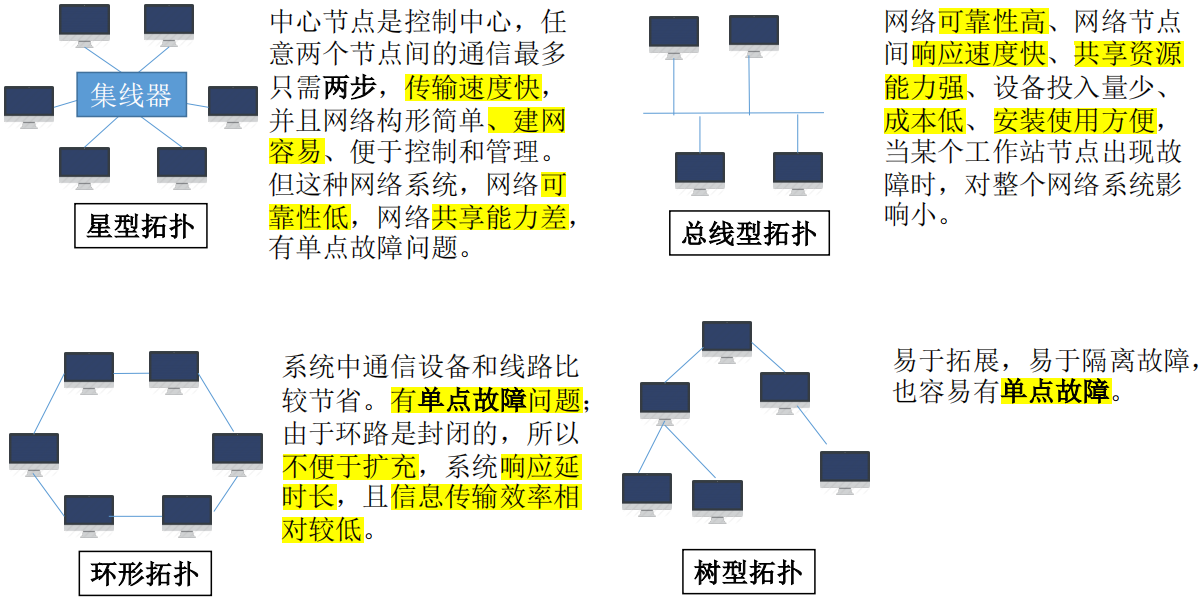 集线器
星型拓扑
中心节点是控制中心，任
意两个节点间的通信最多
只需两步，传输速度快，
并且网络构形简单、建网
容易、便于控制和管理。
但这种网络系统，网络可
靠性低，网络共享能力差，
有单点故障问题。
总线型拓扑
网络可靠性高、网络节点
间响应速度快、共享资源
能力强、设备投入量少、
成本低、安装使用方便，
当某个工作站节点出现故
障时，对整个网络系统影
响小。
环形拓扑
系统中通信设备和线路比
较节省。有单点故障问题；
由于环路是封闭的，所以
不便于扩充，系统响应延
时长，且信息传输效率相
对较低。
树型拓扑
易于拓展，易于隔离故障，
也容易有单点故障。